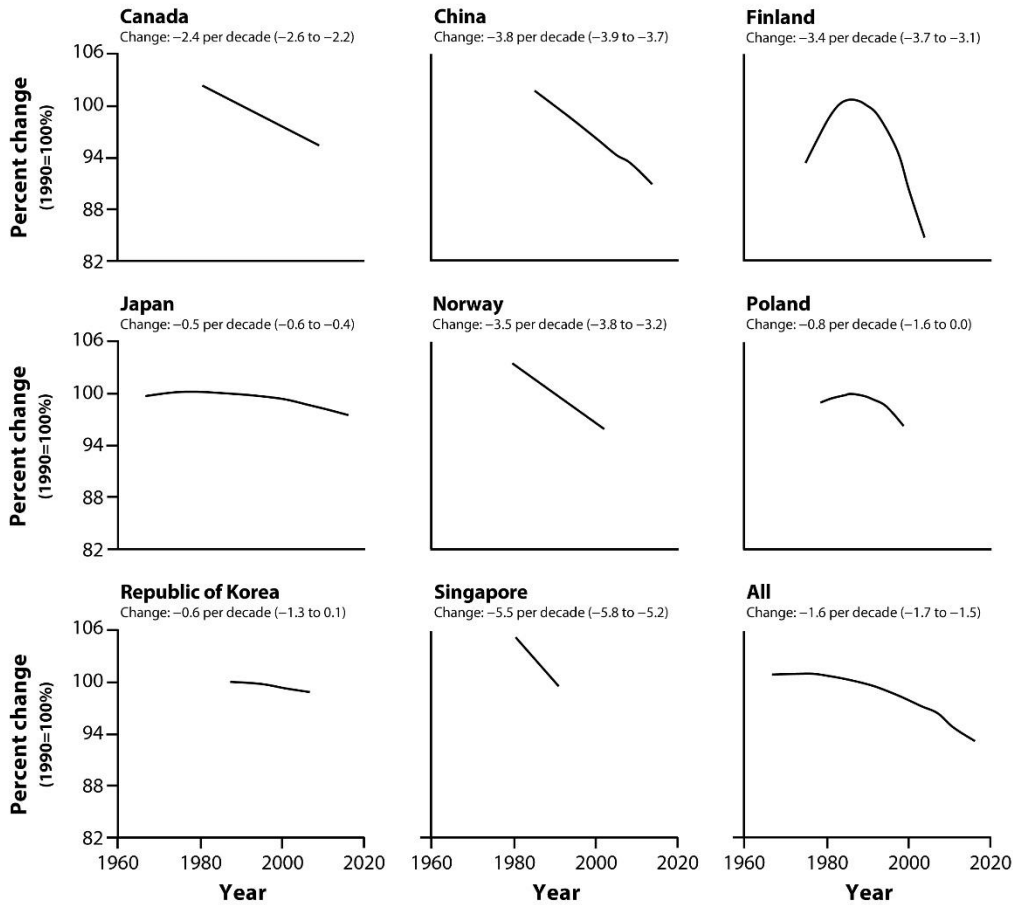 Canada
Change: −2.4 per decade (−2.6 to −2.2)
China
Change: −3.8 per decade (−3.9 to −3.7)
Finland
Change: −3.4 per decade (−3.7 to −3.1)
106
100
94
88
82
Percent change
(1990=100%)
Japan
Change: −0.5 per decade (−0.6 to −0.4)
Norway
Change: −3.5 per decade (−3.8 to −3.2)
Poland
Change: −0.8 per decade (−1.6 to 0.0)
106
100
94
88
82
Percent change
(1990=100%)
Republic of Korea
Change: −0.6 per decade (−1.3 to 0.1)
Singapore
Change: −5.5 per decade (−5.8 to −5.2)
All
Change: −1.6 per decade (−1.7 to −1.5)
106
100
94
88
82
Percent change
(1990=100%)
1960 1980 2000 2020
1960 1980 2000 2020
1960 1980 2000 2020
Year
Year
Year